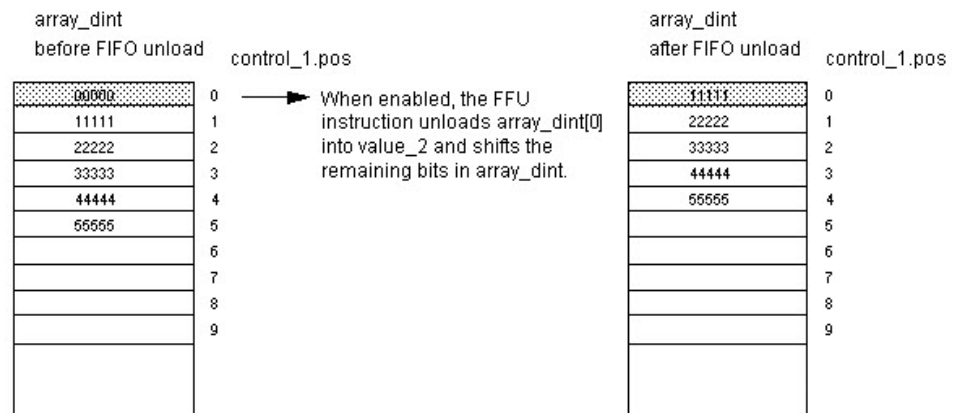 array_dint
before FIFO unload
control_1.pos
00000 0
11111 1
22222 2
33333 3
44444 4
55555 5
6
7
8
9
When enabled, the FFU
instruction unloads array_dint[0]
into value_2 and shifts the
remaining bits in array_dint.
array_dint
after FIFO unload
control_1.pos
11111 0
22222 1
33333 2
44444 3
55555 4
5
6
7
8
9